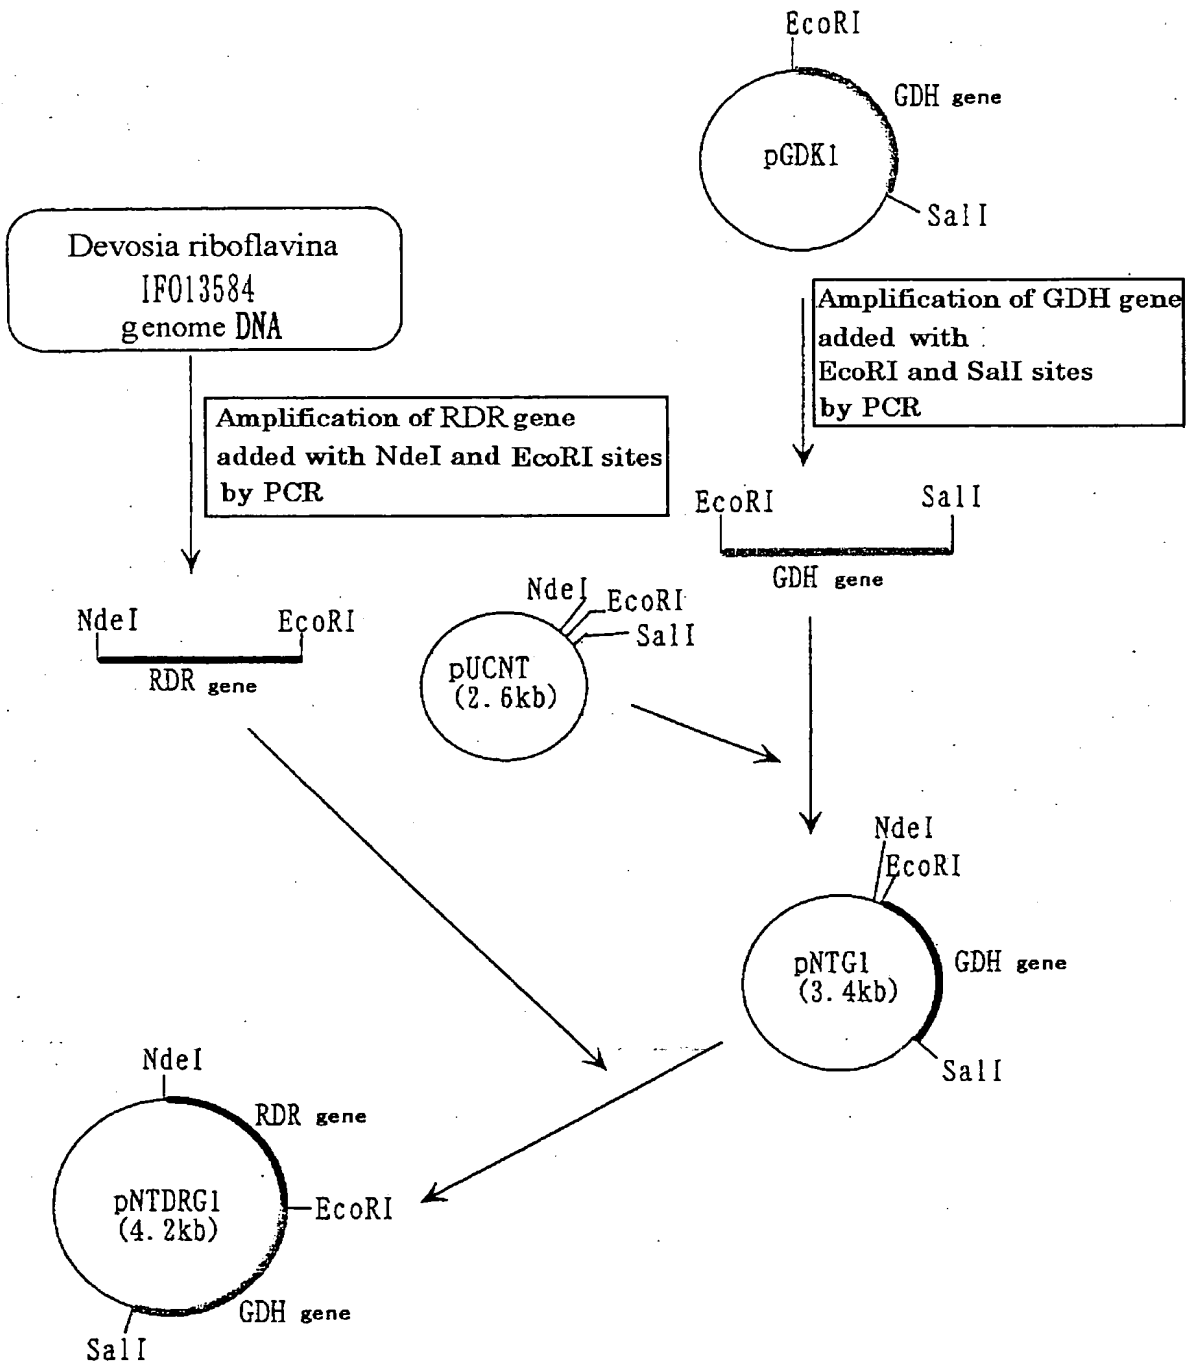 EcoRI
GDH gene
pGDK1
SalI
Devosia riboflavina
IFO13584
genome DNA
Amplification of GDH gene
added with
EcoRI and SalI sites
by PCR
Amplification of RDR gene
added with NdeI and EcoRI sites
by PCR
EcoRI
SalI
GDH gene
NdeI
EcoRI
RDR gene
NdeI
EcoRI
SalI
pUCNT
(2.6kb)
NdeI
EcoRI
pNTG1
(3.4kb)
GDH gene
SalI
NdeI
RDR gene
pNTDRG1
(4.2kb)
EcoRI
GDH gene
SalI